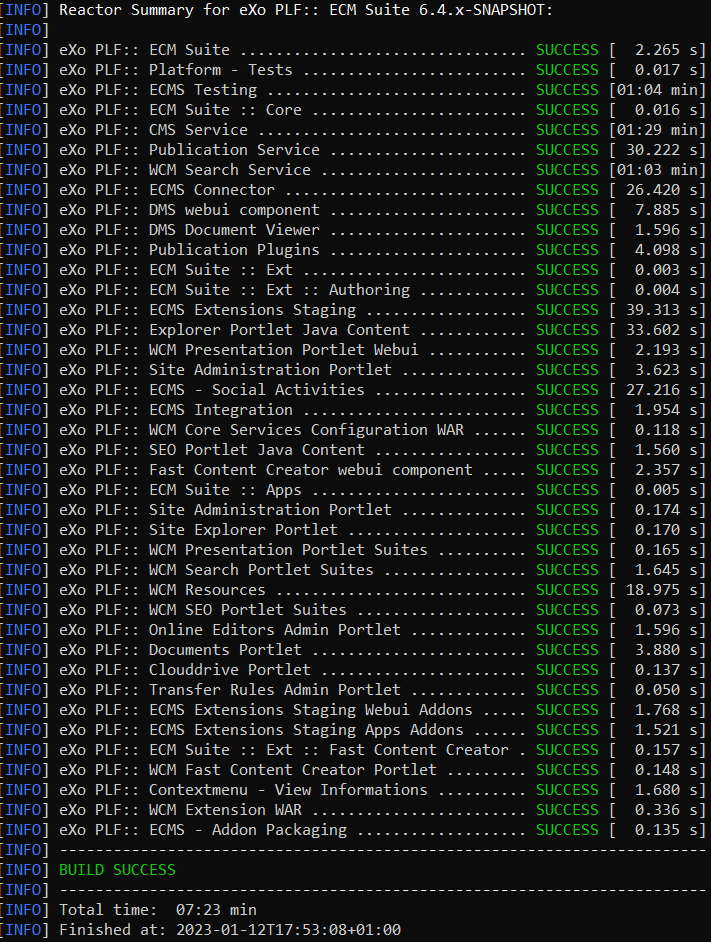 [INFO] Reactor Summary for eXo PLF:: ECM Suite 6.4.x-SNAPSHOT:
[INFO]
[INFO] eXo PLF:: ECM Suite ................................ SUCCESS [  2.265 s]
[INFO] eXo PLF:: Platform - Tests ......................... SUCCESS [  0.017 s]
[INFO] eXo PLF:: ECMS Testing ............................. SUCCESS [01:04 min]
[INFO] eXo PLF:: ECM Suite :: Core ........................ SUCCESS [  0.016 s]
[INFO] eXo PLF:: CMS Service .............................. SUCCESS [01:29 min]
[INFO] eXo PLF:: Publication Service ...................... SUCCESS [ 30.222 s]
[INFO] eXo PLF:: WCM Search Service ....................... SUCCESS [01:03 min]
[INFO] eXo PLF:: ECMS Connector ........................... SUCCESS [ 26.420 s]
[INFO] eXo PLF:: DMS webui component ...................... SUCCESS [  7.885 s]
[INFO] eXo PLF:: DMS Document Viewer ...................... SUCCESS [  1.596 s]
[INFO] eXo PLF:: Publication Plugins ...................... SUCCESS [  4.098 s]
[INFO] eXo PLF:: ECM Suite :: Ext ......................... SUCCESS [  0.003 s]
[INFO] eXo PLF:: ECM Suite :: Ext :: Authoring ............ SUCCESS [  0.004 s]
[INFO] eXo PLF:: ECMS Extensions Staging .................. SUCCESS [ 39.313 s]
[INFO] eXo PLF:: Explorer Portlet Java Content ............ SUCCESS [ 33.602 s]
[INFO] eXo PLF:: WCM Presentation Portlet Webui ........... SUCCESS [  2.193 s]
[INFO] eXo PLF:: Site Administration Portlet .............. SUCCESS [  3.623 s]
[INFO] eXo PLF:: ECMS - Social Activities ................. SUCCESS [ 27.216 s]
[INFO] eXo PLF:: ECMS Integration ......................... SUCCESS [  1.954 s]
[INFO] eXo PLF:: WCM Core Services Configuration WAR ...... SUCCESS [  0.118 s]
[INFO] eXo PLF:: SEO Portlet Java Content ................. SUCCESS [  1.560 s]
[INFO] eXo PLF:: Fast Content Creator webui component ..... SUCCESS [  2.357 s]
[INFO] eXo PLF:: ECM Suite :: Apps ........................ SUCCESS [  0.005 s]
[INFO] eXo PLF:: Site Administration Portlet .............. SUCCESS [  0.174 s]
[INFO] eXo PLF:: Site Explorer Portlet .................... SUCCESS [  0.170 s]
[INFO] eXo PLF:: WCM Presentation Portlet Suites .......... SUCCESS [  0.165 s]
[INFO] eXo PLF:: WCM Search Portlet Suites ................ SUCCESS [  1.645 s]
[INFO] eXo PLF:: WCM Resources ............................ SUCCESS [ 18.975 s]
[INFO] eXo PLF:: WCM SEO Portlet Suites ................... SUCCESS [  0.073 s]
[INFO] eXo PLF:: Online Editors Admin Portlet ............. SUCCESS [  1.596 s]
[INFO] eXo PLF:: Documents Portlet ........................ SUCCESS [  3.880 s]
[INFO] eXo PLF:: Clouddrive Portlet ....................... SUCCESS [  0.137 s]
[INFO] eXo PLF:: Transfer Rules Admin Portlet ............. SUCCESS [  0.050 s]
[INFO] eXo PLF:: ECMS Extensions Staging Webui Addons ..... SUCCESS [  1.768 s]
[INFO] eXo PLF:: ECMS Extensions Staging Apps Addons ...... SUCCESS [  1.521 s]
[INFO] eXo PLF:: ECM Suite :: Ext :: Fast Content Creator . SUCCESS [  0.157 s]
[INFO] eXo PLF:: WCM Fast Content Creator Portlet ......... SUCCESS [  0.148 s]
[INFO] eXo PLF:: Contextmenu - View Informations .......... SUCCESS [  1.680 s]
[INFO] eXo PLF:: WCM Extension WAR ........................ SUCCESS [  0.336 s]
[INFO] eXo PLF:: ECMS - Addon Packaging ................... SUCCESS [  0.135 s]
[INFO] ------------------------------------------------------------------------
[INFO] BUILD SUCCESS
[INFO] ------------------------------------------------------------------------
[INFO] Total time:  07:23 min
[INFO] Finished at: 2023-01-12T17:53:08+01:00